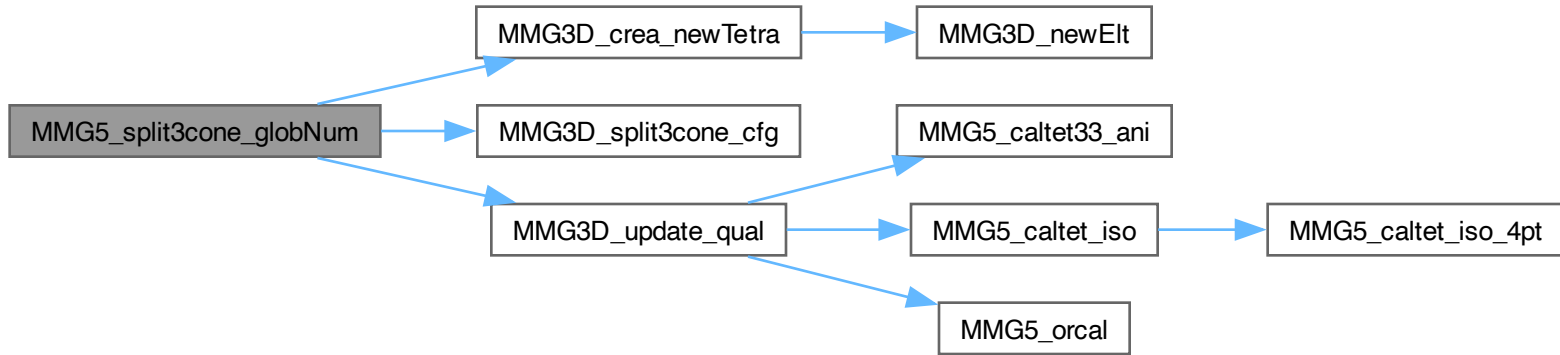 MMG3D_crea_newTetra
MMG3D_newElt
MMG5_split3cone_globNum
MMG3D_split3cone_cfg
MMG5_caltet33_ani
MMG3D_update_qual
MMG5_caltet_iso
MMG5_caltet_iso_4pt
MMG5_orcal